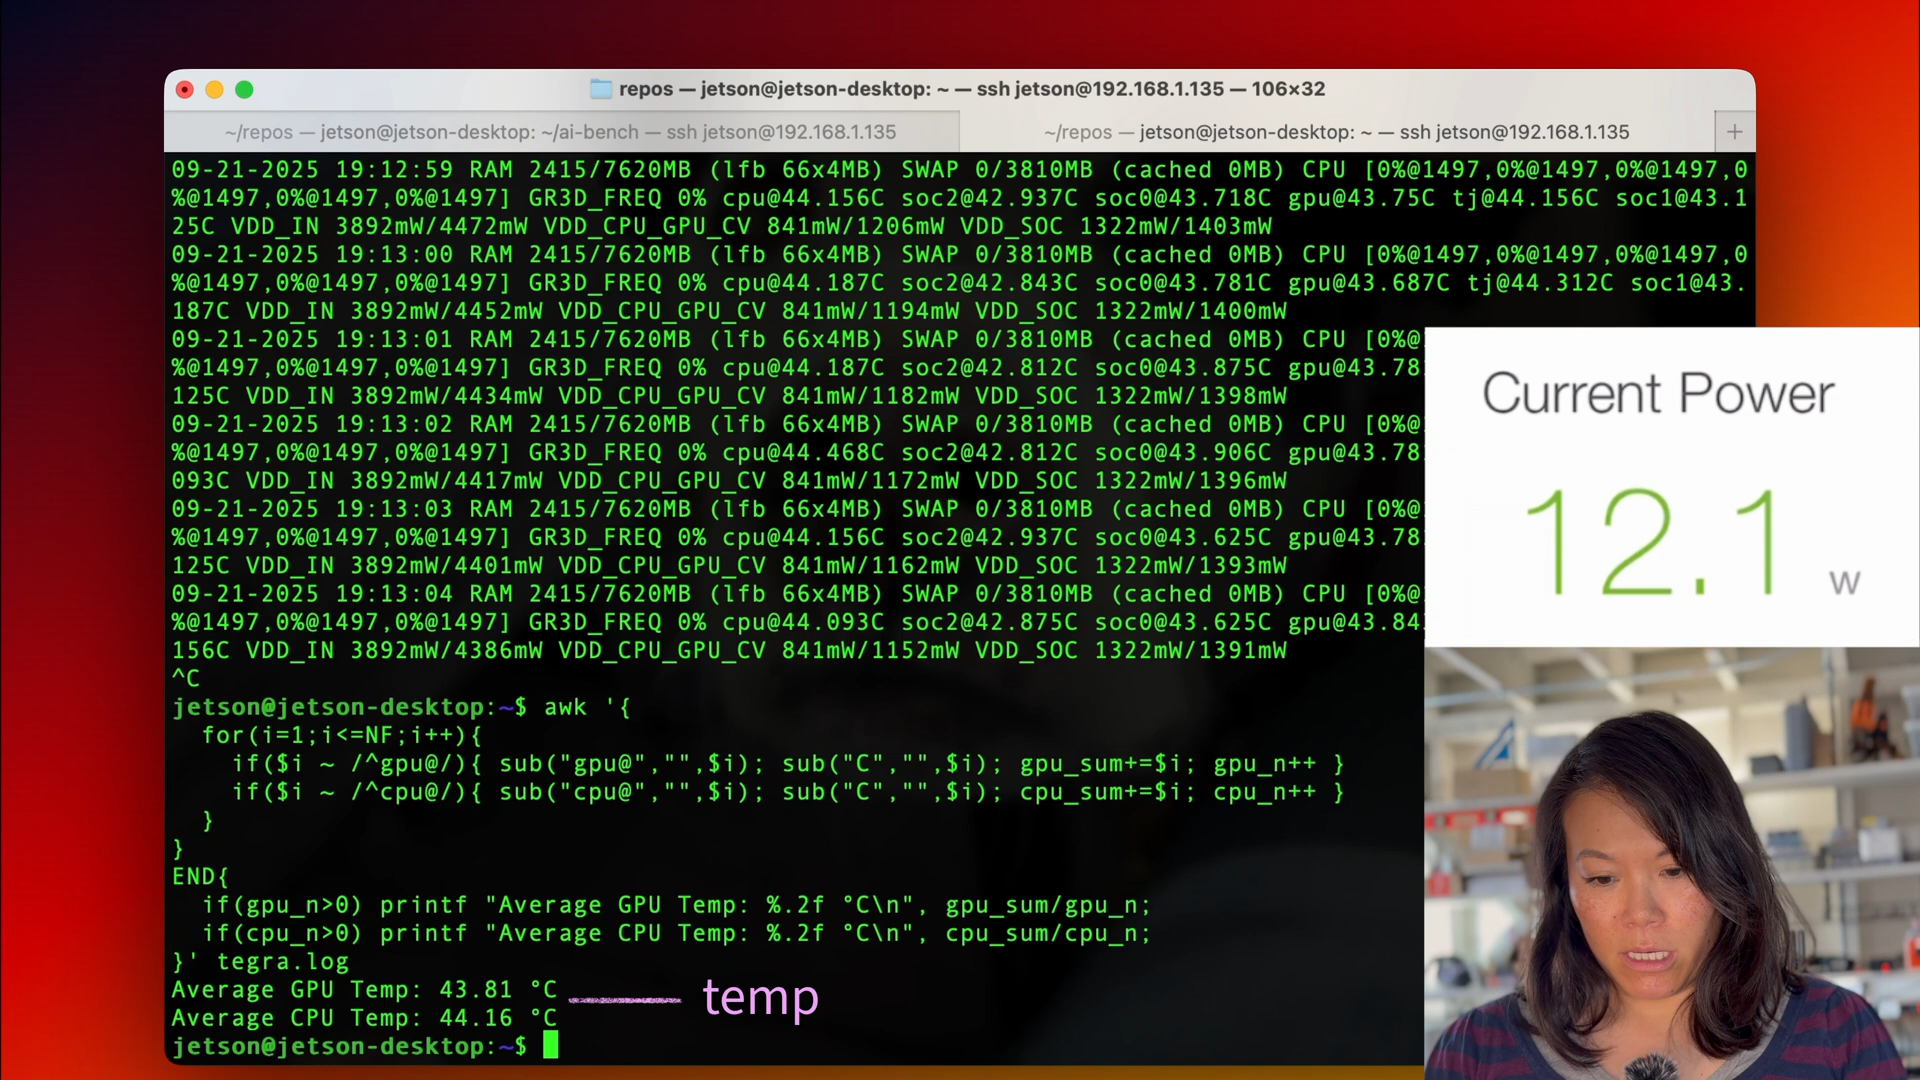 repos — jetson@jetson-desktop: ~ — ssh jetson@192.168.1.135 — 106×32
~/repos — jetson@jetson-desktop: ~/ai-bench — ssh jetson@192.168.1.135
~/repos — jetson@jetson-desktop: ~ — ssh jetson@192.168.1.135
+
09-21-2025 19:12:59 RAM 2415/7620MB (lfb 66x4MB) SWAP 0/3810MB (cached 0MB) CPU [0%@1497,0%@1497,0%@1497,0
%@1497,0%@1497,0%@1497] GR3D_FREQ 0% cpu@44.156C soc2@42.937C soc0@43.718C gpu@43.75C tj@44.156C soc1@43.1
25C VDD_IN 3892mW/4472mW VDD_CPU_GPU_CV 841mW/1206mW VDD_SOC 1322mW/1403mW
09-21-2025 19:13:00 RAM 2415/7620MB (lfb 66x4MB) SWAP 0/3810MB (cached 0MB) CPU [0%@1497,0%@1497,0%@1497,0
%@1497,0%@1497,0%@1497] GR3D_FREQ 0% cpu@44.187C soc2@42.843C soc0@43.781C gpu@43.687C tj@44.312C soc1@43.
187C VDD_IN 3892mW/4452mW VDD_CPU_GPU_CV 841mW/1194mW VDD_SOC 1322mW/1400mW
09-21-2025 19:13:01 RAM 2415/7620MB (lfb 66x4MB) SWAP 0/3810MB (cached 0MB) CPU [0%@
%@1497,0%@1497,0%@1497] GR3D_FREQ 0% cpu@44.187C soc2@42.812C soc0@43.875C gpu@43.78
125C VDD_IN 3892mW/4434mW VDD_CPU_GPU_CV 841mW/1182mW VDD_SOC 1322mW/1398mW
09-21-2025 19:13:02 RAM 2415/7620MB (lfb 66x4MB) SWAP 0/3810MB (cached 0MB) CPU [0%@
%@1497,0%@1497,0%@1497] GR3D_FREQ 0% cpu@44.468C soc2@42.812C soc0@43.906C gpu@43.78
093C VDD_IN 3892mW/4417mW VDD_CPU_GPU_CV 841mW/1172mW VDD_SOC 1322mW/1396mW
09-21-2025 19:13:03 RAM 2415/7620MB (lfb 66x4MB) SWAP 0/3810MB (cached 0MB) CPU [0%@
%@1497,0%@1497,0%@1497] GR3D_FREQ 0% cpu@44.156C soc2@42.937C soc0@43.625C gpu@43.78
125C VDD_IN 3892mW/4401mW VDD_CPU_GPU_CV 841mW/1162mW VDD_SOC 1322mW/1393mW
09-21-2025 19:13:04 RAM 2415/7620MB (lfb 66x4MB) SWAP 0/3810MB (cached 0MB) CPU [0%@
%@1497,0%@1497,0%@1497] GR3D_FREQ 0% cpu@44.093C soc2@42.875C soc0@43.625C gpu@43.84
156C VDD_IN 3892mW/4386mW VDD_CPU_GPU_CV 841mW/1152mW VDD_SOC 1322mW/1391mW
^C
jetson@jetson-desktop:~$ awk '{
  for(i=1;i<=NF;i++){
    if($i ~ /^gpu@/){ sub("gpu@","",$i); sub("C","",$i); gpu_sum+=$i; gpu_n++ }
    if($i ~ /^cpu@/){ sub("cpu@","",$i); sub("C","",$i); cpu_sum+=$i; cpu_n++ }
  }
}
END{
  if(gpu_n>0) printf "Average GPU Temp: %.2f °C\n", gpu_sum/gpu_n;
  if(cpu_n>0) printf "Average CPU Temp: %.2f °C\n", cpu_sum/cpu_n;
}' tegra.log
Average GPU Temp: 43.81 °C
Average CPU Temp: 44.16 °C
jetson@jetson-desktop:~$
temp
Current Power
12.1 w